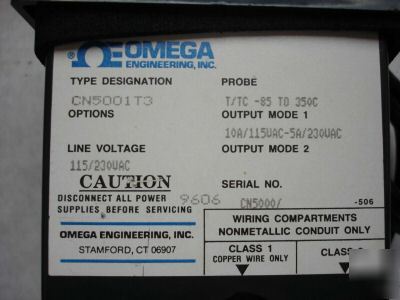 OMEGA
ENGINEERING, INC.
TYPE DESIGNATION
CN5001T3
OPTIONS
LINE VOLTAGE
115/230VAC
CAUTION
DISCONNECT ALL POWER
SUPPLIES BEFORE SERVICING
OMEGA ENGINEERING, INC.
STAMFORD, CT 06907
PROBE
T/TC -85 TO 350C
OUTPUT MODE 1
10A/115VAC-5A/230VAC
OUTPUT MODE 2
SERIAL NO.
9606 CN5000/ -506
WIRING COMPARTMENTS
NONMETALLIC CONDUIT ONLY
CLASS 1
COPPER WIRE ONLY
CLASS